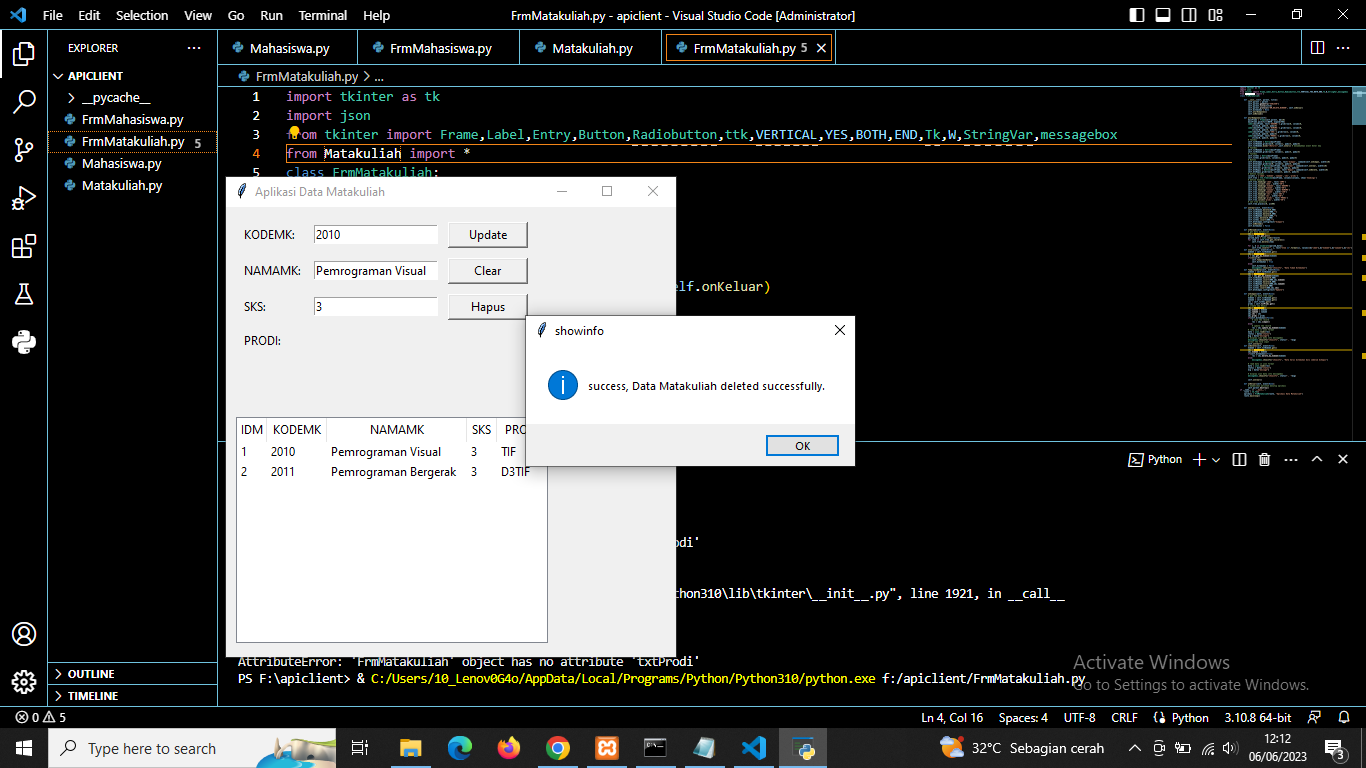 File Edit Selection View Go Run Terminal Help FrmMatakuliah.py - apiclient - Visual Studio Code [Administrator]
EXPLORER
Mahasiswa.py FrmMahasiswa.py Matakuliah.py FrmMatakuliah.py 5
APICLIENT
FrmMatakuliah.py > ...
__pycache__
FrmMahasiswa.py
FrmMatakuliah.py 5
Mahasiswa.py
Matakuliah.py
1 import tkinter as tk
2 import json
3 from tkinter import Frame,Label,Entry,Button,Radiobutton,ttk,VERTICAL,YES,BOTH,END,Tk,W,StringVar,messagebox
4 from Matakuliah import *
5 class FrmMatakuliah:
Aplikasi Data Matakuliah
KODEMK: 2010 Update
NAMAMK: Pemrograman Visual Clear
SKS: 3 Hapus
PRODI:
elf.onKeluar)
showinfo
success, Data Matakuliah deleted successfully.
OK
IDM KODEMK NAMAMK SKS PRO
1 2010 Pemrograman Visual 3 TIF
2 2011 Pemrograman Bergerak 3 D3TIF
Python
odi'
thon310\lib\tkinter\__init__.py", line 1921, in __call__
AttributeError: 'FrmMatakuliah' object has no attribute 'txtProdi'
PS F:\apiclient> & C:/Users/10_Lenov0G4o/AppData/Local/Programs/Python/Python310/python.exe f:/apiclient/FrmMatakuliah.py
Activate Windows
Go to Settings to activate Windows.
OUTLINE
TIMELINE
0 5 Ln 4, Col 16 Spaces: 4 UTF-8 CRLF Python 3.10.8 64-bit
Type here to search 32°C Sebagian cerah 12:12
06/06/2023 3